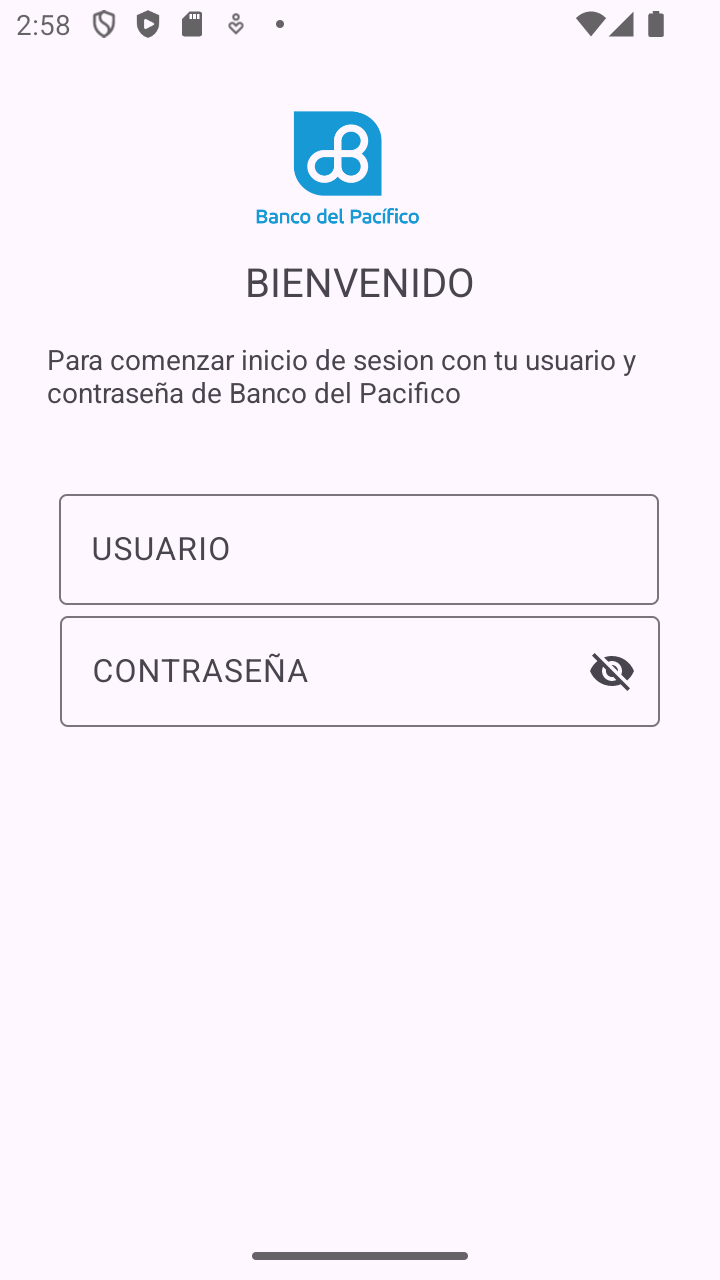 2:58
Banco del Pacífico
BIENVENIDO
Para comenzar inicio de sesion con tu usuario y
contraseña de Banco del Pacifico
USUARIO
CONTRASEÑA